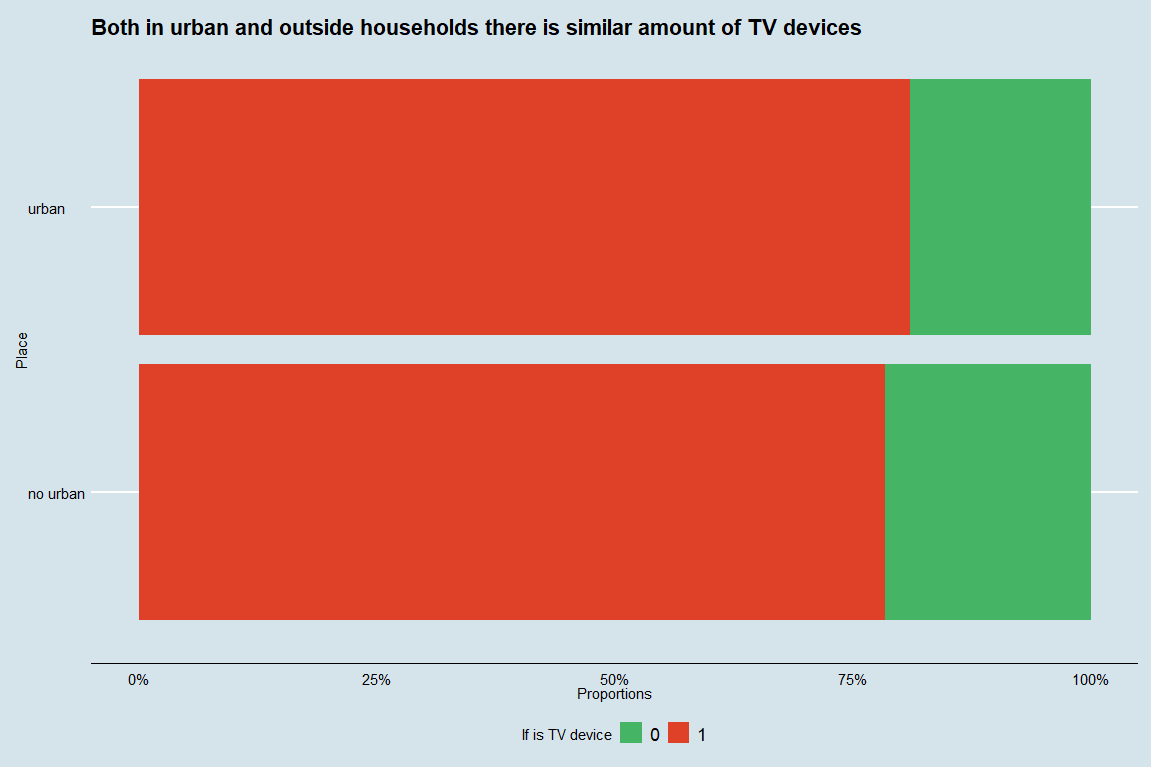 Both in urban and outside households there is similar amount of TV devices
urban
Place
no urban
0% 25% 50% 75% 100%
Proportions
If is TV device 0 1